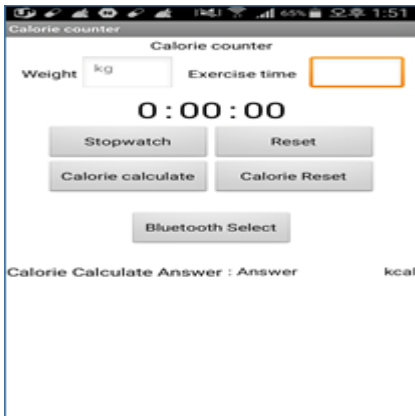 65% 오후 1:51
Calorie counter
Calorie counter
Weight kg Exercise time
0:00:00
Stopwatch Reset
Calorie calculate Calorie Reset
Bluetooth Select
Calorie Calculate Answer : Answer kcal